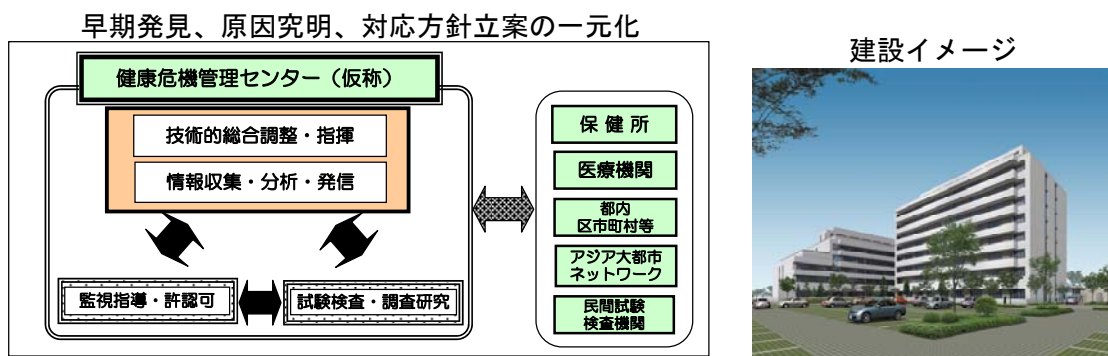 早期発見、原因究明、対応方針立案の一元化
健康危機管理センター（仮称）
技術的総合調整・指揮
情報収集・分析・発信
監視指導・許認可
試験検査・調査研究
保健所
医療機関
都内
区市町村等
アジア大都市
ネットワーク
民間試験
検査機関
建設イメージ